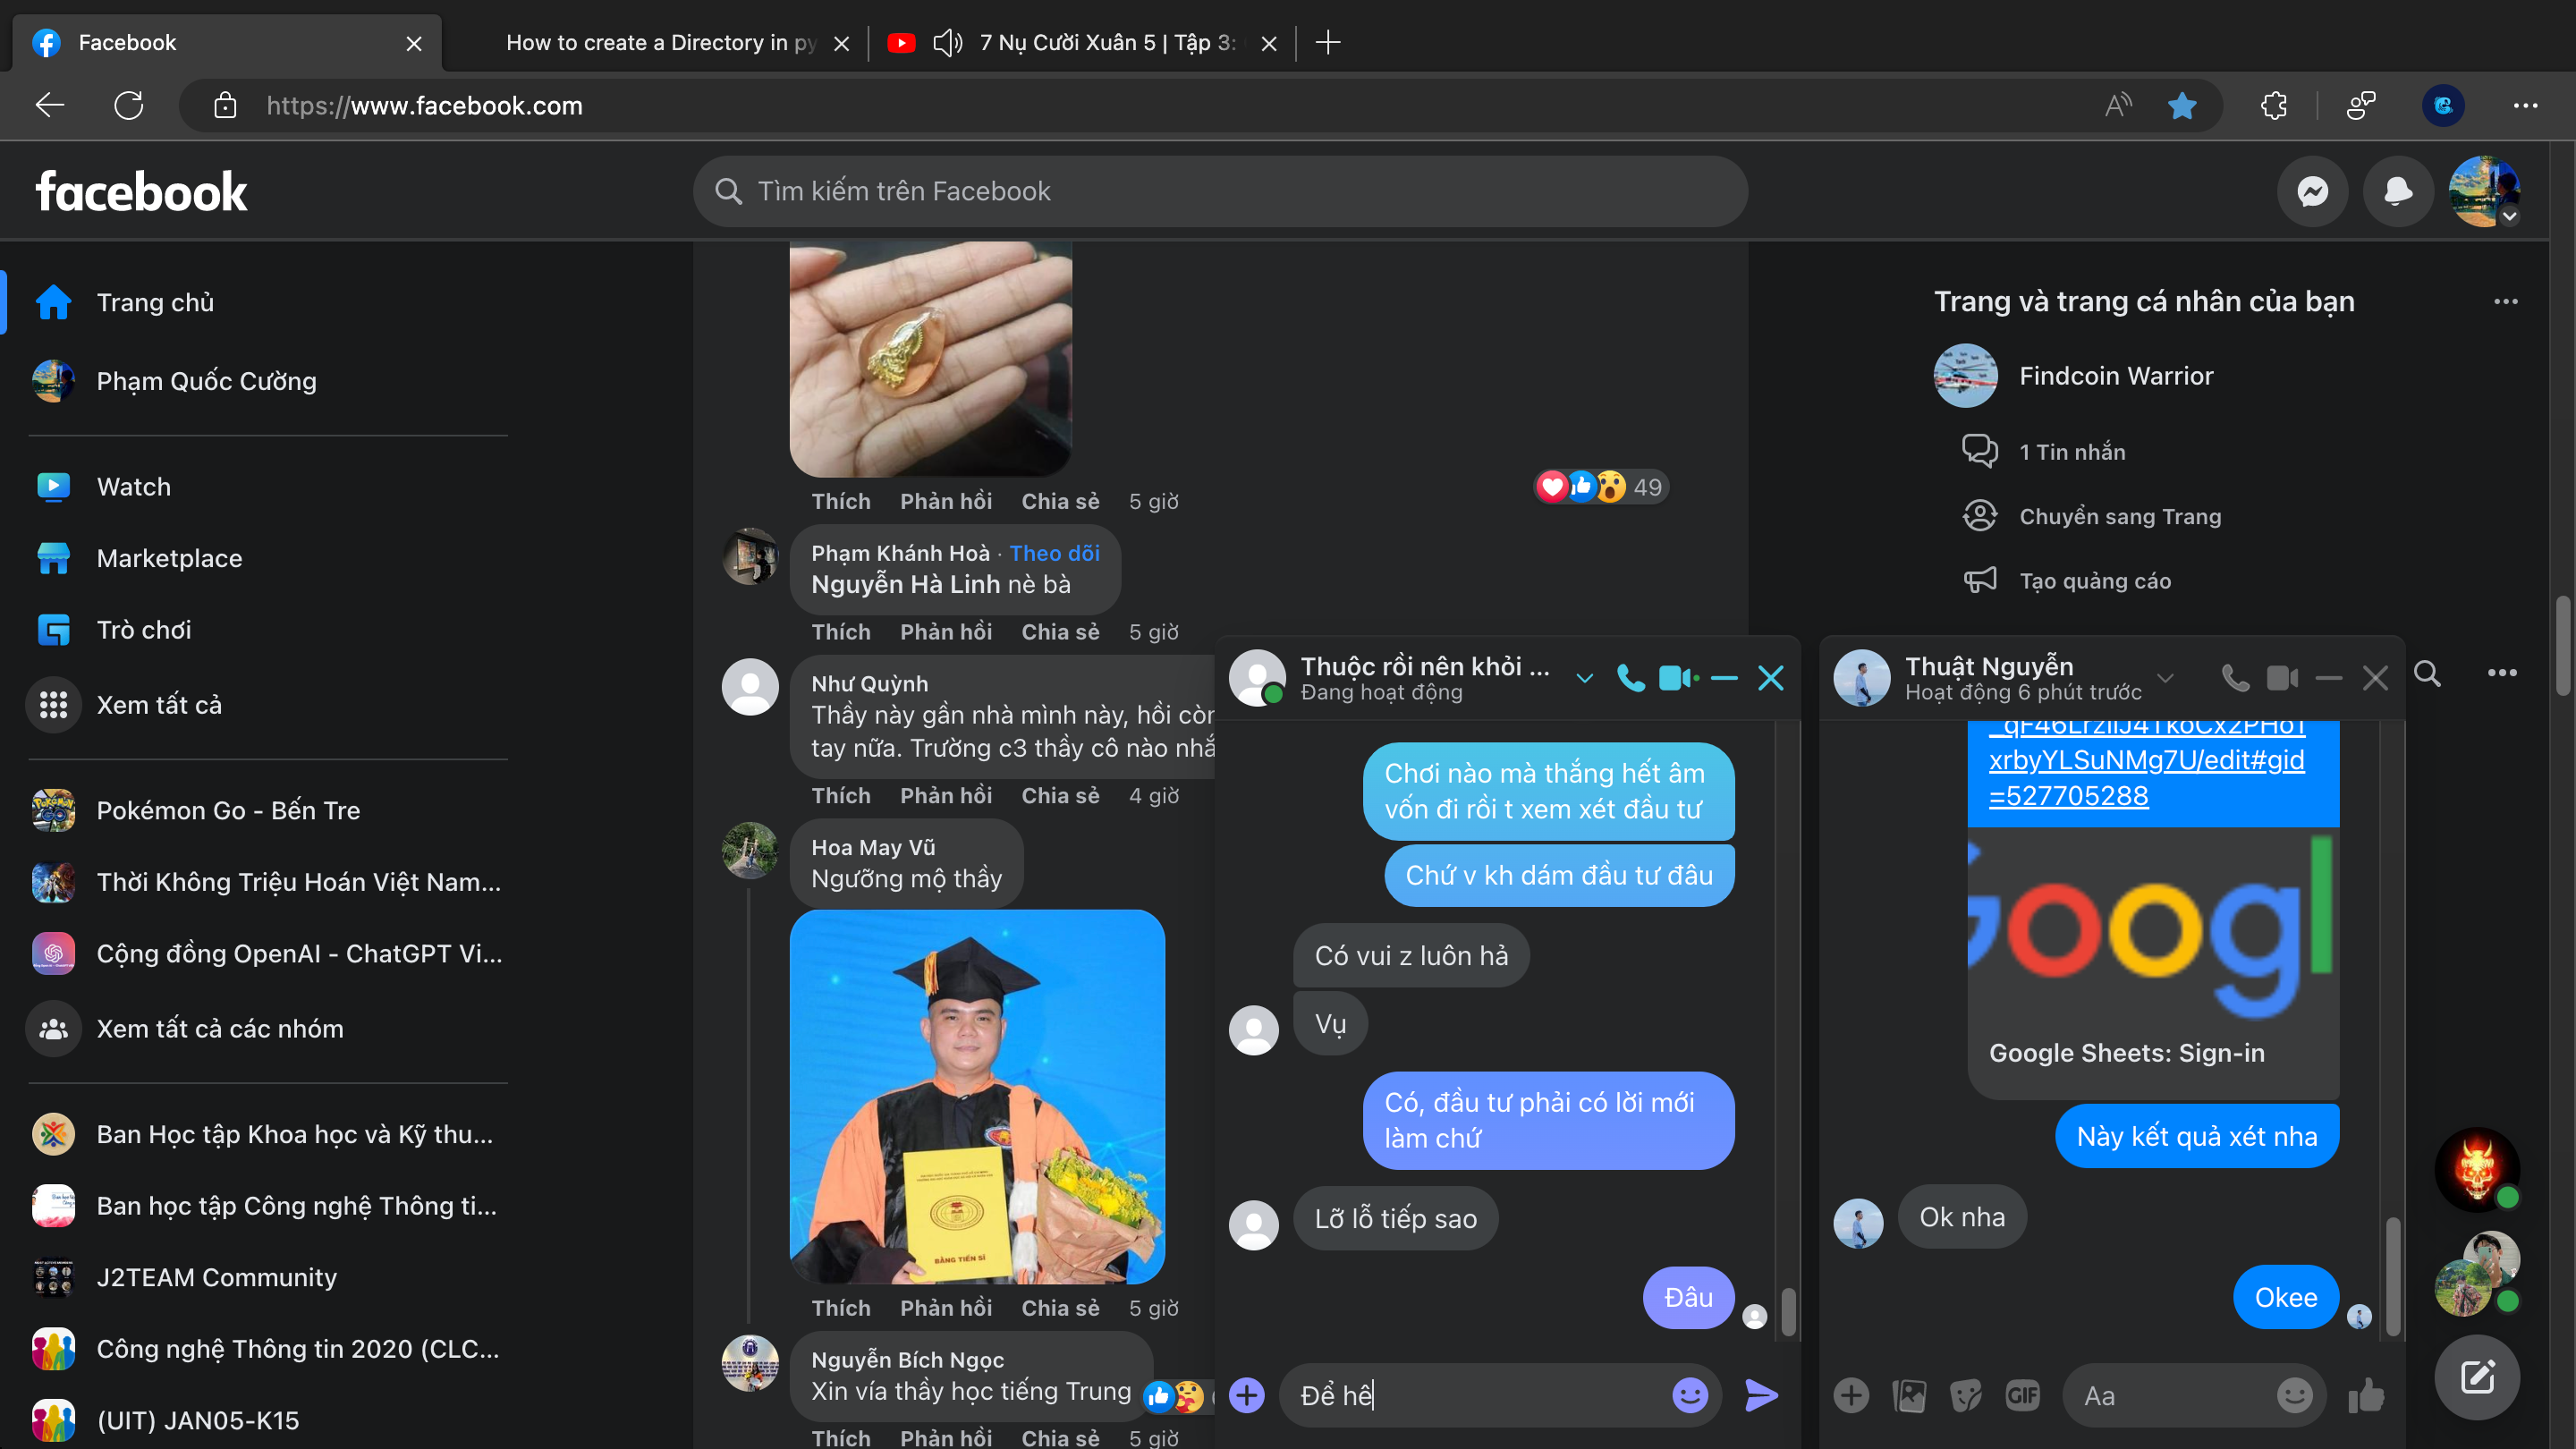 Facebook
How to create a Directory in py
7 Nụ Cười Xuân 5 | Tập 3:
https://www.facebook.com
facebook
Tìm kiếm trên Facebook
Trang chủ
Phạm Quốc Cường
Watch
Marketplace
Trò chơi
Xem tất cả
Pokémon Go - Bến Tre
Thời Không Triệu Hoán Việt Nam...
Cộng đồng OpenAI - ChatGPT Vi...
Xem tất cả các nhóm
Ban Học tập Khoa học và Kỹ thu...
Ban học tập Công nghệ Thông ti...
J2TEAM Community
Công nghệ Thông tin 2020 (CLC...
(UIT) JAN05-K15
Thích Phản hồi Chia sẻ 5 giờ
49
Phạm Khánh Hoà · Theo dõi
Nguyễn Hà Linh nè bà
Thích Phản hồi Chia sẻ 5 giờ
Như Quỳnh
Thầy này gần nhà mình này, hồi còn
tay nữa. Trường c3 thầy cô nào nhắ
Thích Phản hồi Chia sẻ 4 giờ
Hoa May Vũ
Ngưỡng mộ thầy
BẰNG TIẾN SĨ
Thích Phản hồi Chia sẻ 5 giờ
Nguyễn Bích Ngọc
Xin vía thầy học tiếng Trung
Thích Phản hồi Chia sẻ 5 giờ
Trang và trang cá nhân của bạn
Findcoin Warrior
1 Tin nhắn
Chuyển sang Trang
Tạo quảng cáo
Thuộc rồi nên khỏi ...
Đang hoạt động
Chơi nào mà thắng hết âm
vốn đi rồi t xem xét đầu tư
Chứ v kh dám đầu tư đâu
Có vui z luôn hả
Vụ
Có, đầu tư phải có lời mới
làm chứ
Lỡ lỗ tiếp sao
Đâu
Để hê
Thuật Nguyễn
Hoạt động 6 phút trước
xrbyYLSuNMg7U/edit#gid
=527705288
Googl
Google Sheets: Sign-in
Này kết quả xét nha
Ok nha
Okee
GIF
Aa